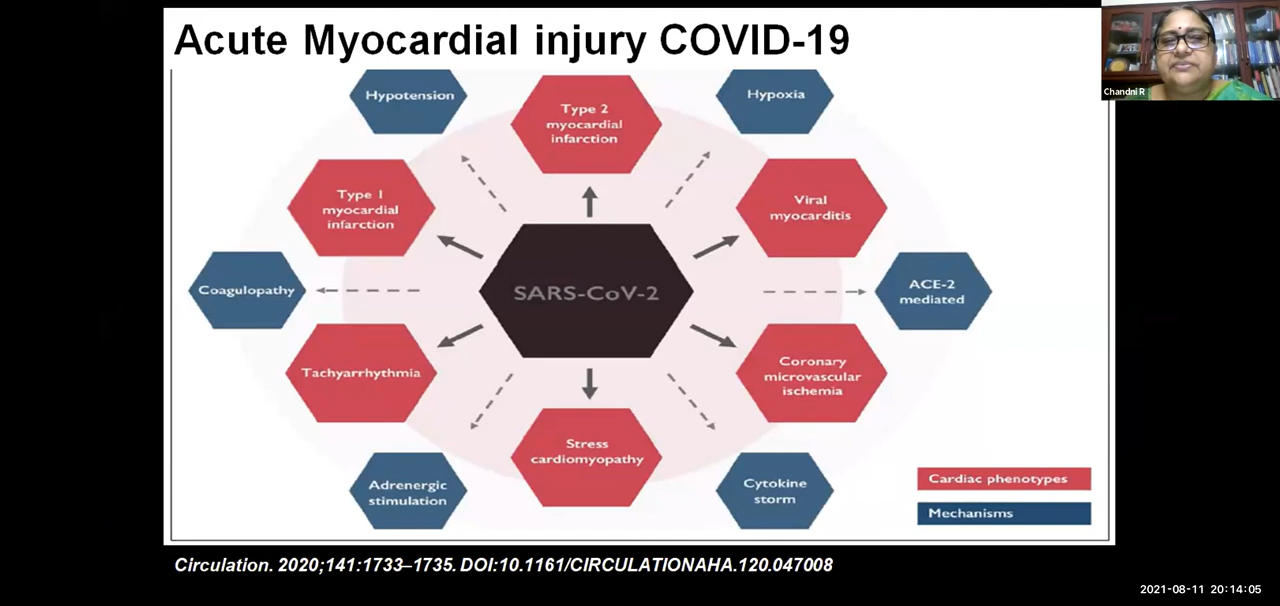 Acute Myocardial injury COVID-19
Chandni R
Hypotension
Type 2
myocardial
infarction
Hypoxia
Type 1
myocardial
infarction
Viral
myocarditis
Coagulopathy
SARS-CoV-2
ACE-2
mediated
Tachyarrhythmia
Coronary
microvascular
ischemia
Stress
cardiomyopathy
Adrenergic
stimulation
Cytokine
storm
Cardiac phenotypes
Mechanisms
Circulation. 2020;141:1733–1735. DOI:10.1161/CIRCULATIONAHA.120.047008
2021-08-11 20:14:05